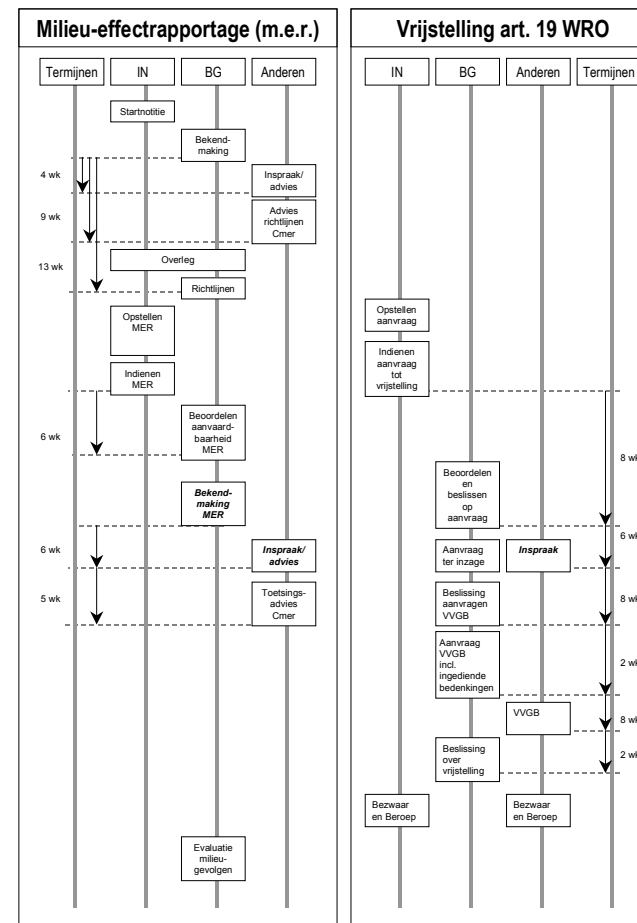 Milieu-effectrapportage (m.e.r.)
Termijnen
IN
BG
Anderen
Startnotitie
Bekend-
making
4 wk
Inspraak/
advies
9 wk
Advies
richtlijnen
Cmer
Overleg
13 wk
Richtlijnen
Opstellen
MER
Indienen
MER
6 wk
Beoordelen
aanvaard-
baarheid
MER
Bekend-
making
MER
6 wk
Inspraak/
advies
5 wk
Toetsings-
advies
Cmer
Evaluatie
milieu-
gevolgen
Vrijstelling art. 19 WRO
IN
BG
Anderen
Termijnen
Opstellen
aanvraag
Indienen
aanvraag
tot
vrijstelling
8 wk
Beoordelen
en
beslissen
op
aanvraag
6 wk
Aanvraag
ter inzage
Inspraak
Beslissing
aanvragen
VVGB
8 wk
Aanvraag
VVGB
incl.
ingediende
bedenkingen
2 wk
VVGB
8 wk
Beslissing
over
vrijstelling
2 wk
Bezwaar
en Beroep
Bezwaar
en Beroep